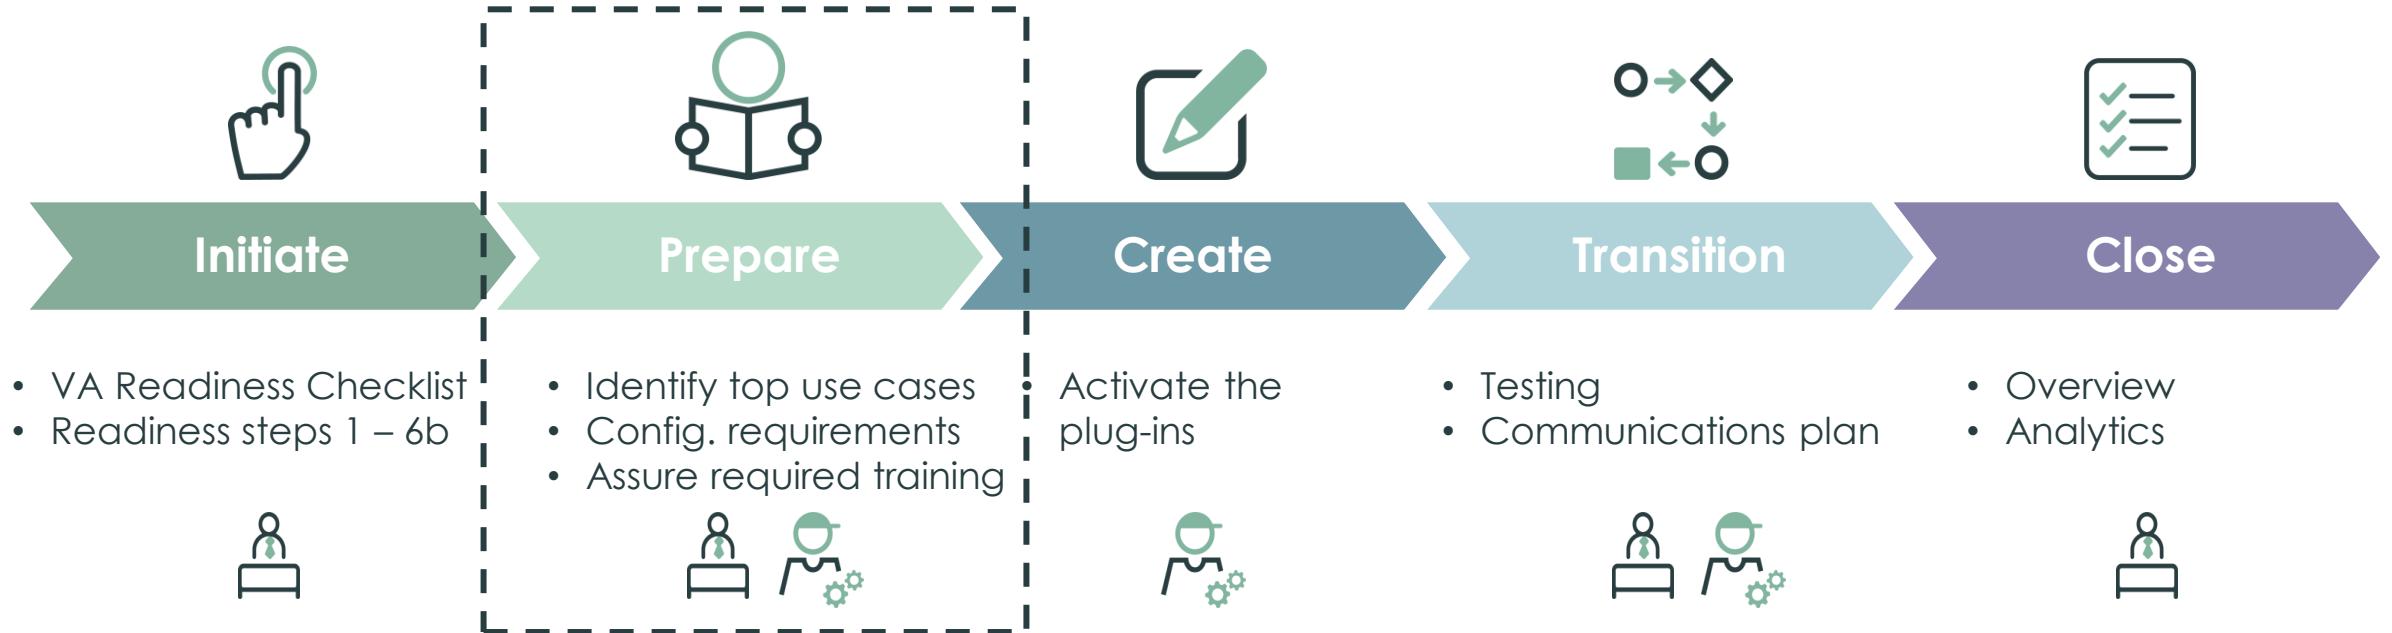 Initiate
Prepare
Create
Transition
Close
• VA Readiness Checklist
• Readiness steps 1 – 6b
• Identify top use cases
• Config. requirements
• Assure required training
• Activate the
plug-ins
• Testing
• Communications plan
• Overview
• Analytics